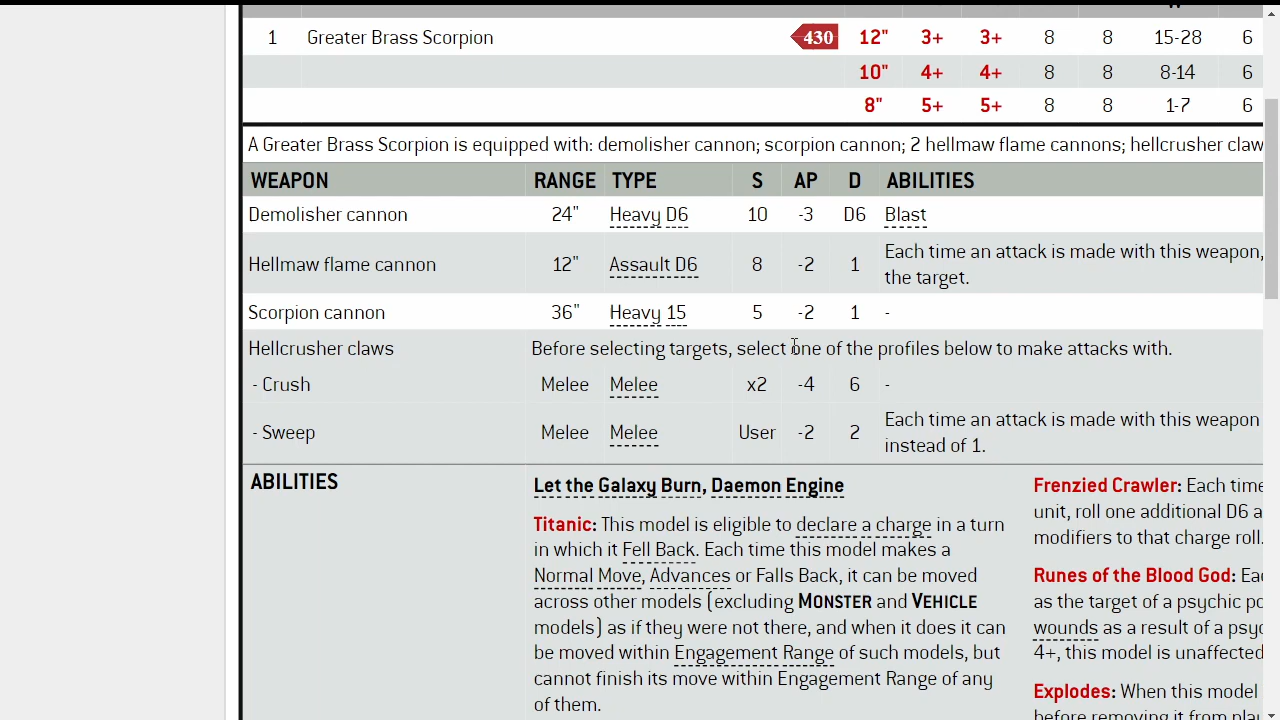 1 Greater Brass Scorpion 430 12" 3+ 3+ 8 8 15-28 6
10" 4+ 4+ 8 8 8-14 6
8" 5+ 5+ 8 8 1-7 6
A Greater Brass Scorpion is equipped with: demolisher cannon; scorpion cannon; 2 hellmaw flame cannons; hellcrusher claw
WEAPON RANGE TYPE S AP D ABILITIES
Demolisher cannon 24" Heavy D6 10 -3 D6 Blast
Hellmaw flame cannon 12" Assault D6 8 -2 1 Each time an attack is made with this weapon,
the target.
Scorpion cannon 36" Heavy 15 5 -2 1 -
Hellcrusher claws Before selecting targets, select one of the profiles below to make attacks with.
- Crush Melee Melee x2 -4 6 -
- Sweep Melee Melee User -2 2 Each time an attack is made with this weapon
instead of 1.
ABILITIES
Let the Galaxy Burn, Daemon Engine
Titanic: This model is eligible to declare a charge in a turn
in which it Fell Back. Each time this model makes a
Normal Move, Advances or Falls Back, it can be moved
across other models (excluding MONSTER and VEHICLE
models) as if they were not there, and when it does it can
be moved within Engagement Range of such models, but
cannot finish its move within Engagement Range of any
of them.
Frenzied Crawler: Each time
unit, roll one additional D6 a
modifiers to that charge roll.
Runes of the Blood God: Ea
as the target of a psychic po
wounds as a result of a psyc
4+, this model is unaffected
Explodes: When this model
before removing it from pla